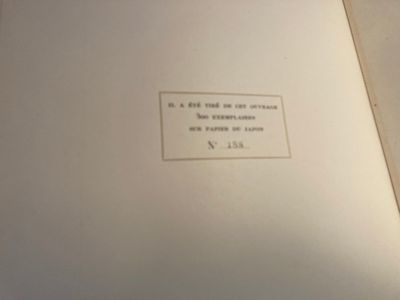 IL A ÉTÉ TIRÉ DE CET OUVRAGE
300 EXEMPLAIRES
SUR PAPIER DU JAPON
N° 158